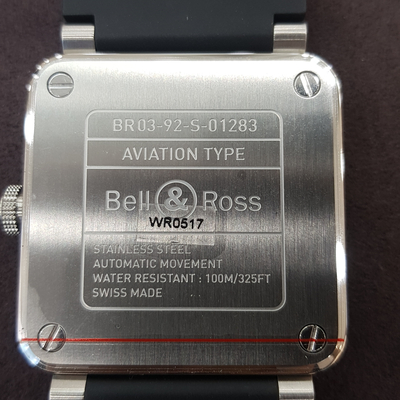 BR03-92-S-01283
AVIATION TYPE
Bell & Ross
WR0517
STAINLESS STEEL
AUTOMATIC MOVEMENT
WATER RESISTANT : 100M/325FT
SWISS MADE